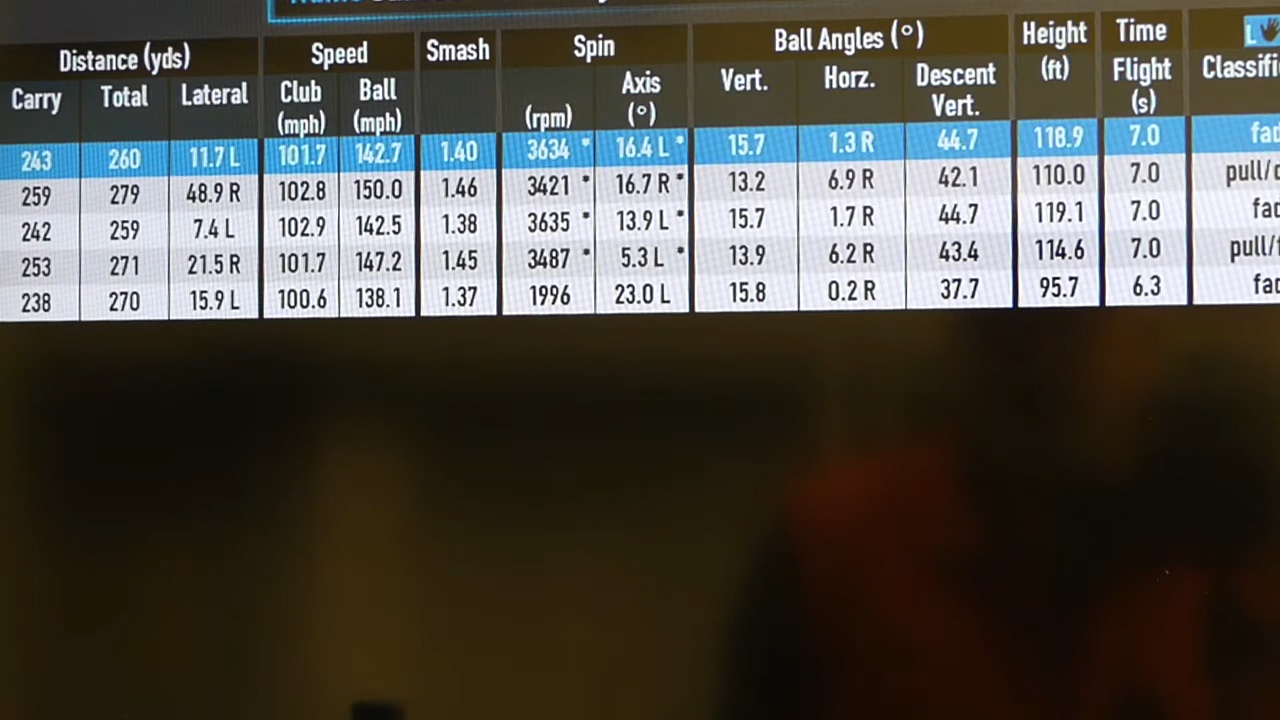 Distance (yds) Speed Smash Spin Ball Angles (°) Height (ft) Time L
Carry Total Lateral Club (mph) Ball (mph) (rpm) Axis (°) Vert. Horz. Descent Vert. Flight (s) Classifi
243 260 11.7 L 101.7 142.7 1.40 3634 * 16.4 L * 15.7 1.3 R 44.7 118.9 7.0 fad
259 279 48.9 R 102.8 150.0 1.46 3421 * 16.7 R * 13.2 6.9 R 42.1 110.0 7.0 pull/
242 259 7.4 L 102.9 142.5 1.38 3635 * 13.9 L * 15.7 1.7 R 44.7 119.1 7.0 fad
253 271 21.5 R 101.7 147.2 1.45 3487 * 5.3 L * 13.9 6.2 R 43.4 114.6 7.0 pull/
238 270 15.9 L 100.6 138.1 1.37 1996 23.0 L 15.8 0.2 R 37.7 95.7 6.3 fad